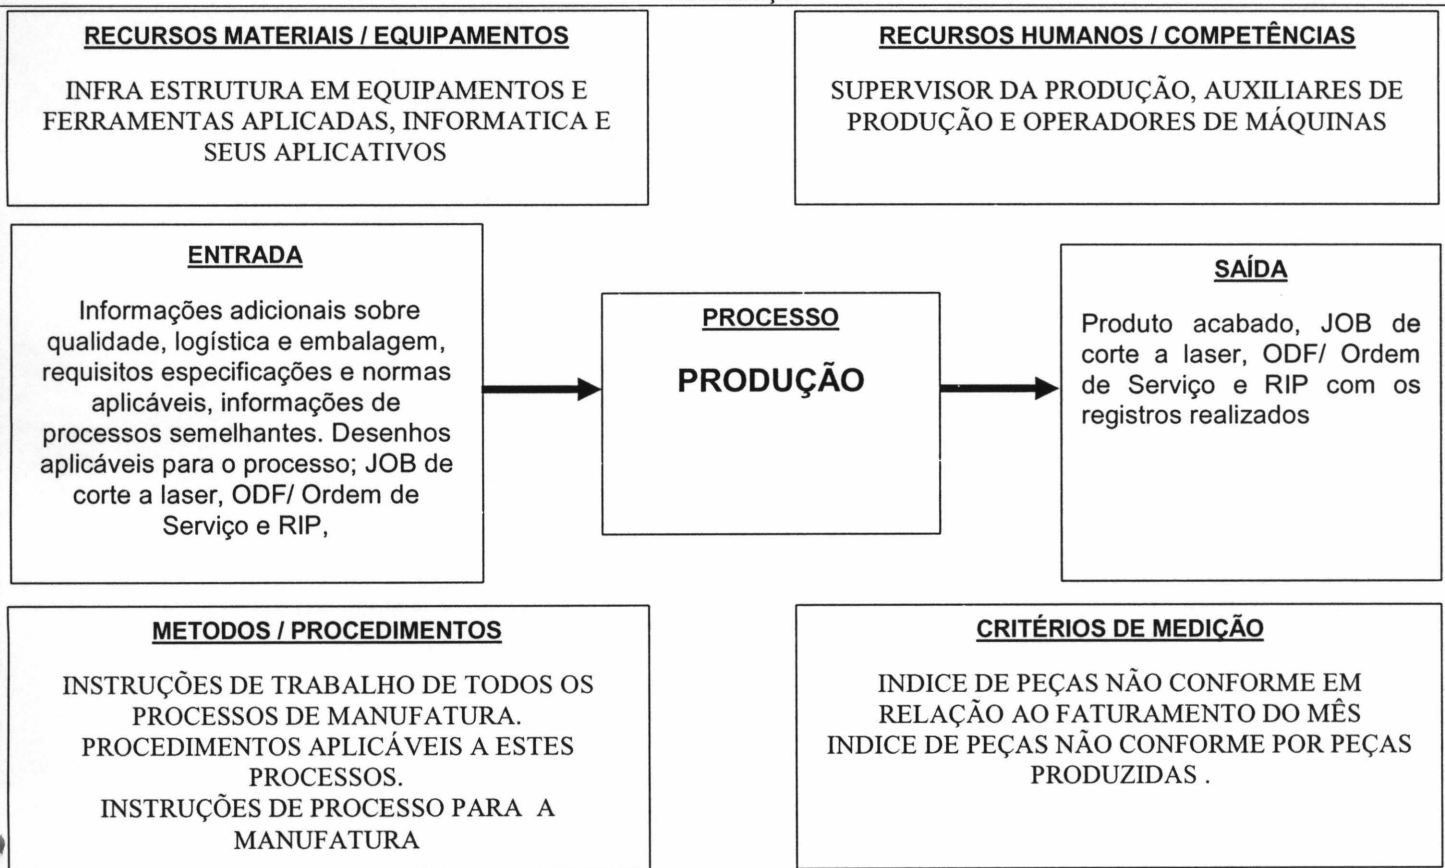 RECURSOS MATERIAIS / EQUIPAMENTOS
INFRA ESTRUTURA EM EQUIPAMENTOS E
FERRAMENTAS APLICADAS, INFORMATICA E
SEUS APLICATIVOS
RECURSOS HUMANOS / COMPETÊNCIAS
SUPERVISOR DA PRODUÇÃO, AUXILIARES DE
PRODUÇÃO E OPERADORES DE MÁQUINAS
ENTRADA
Informações adicionais sobre
qualidade, logística e embalagem,
requisitos especificações e normas
aplicáveis, informações de
processos semelhantes. Desenhos
aplicáveis para o processo; JOB de
corte a laser, ODF/ Ordem de
Serviço e RIP,
PROCESSO
PRODUÇÃO
SAÍDA
Produto acabado, JOB de
corte a laser, ODF/ Ordem
de Serviço e RIP com os
registros realizados
METODOS / PROCEDIMENTOS
INSTRUÇÕES DE TRABALHO DE TODOS OS
PROCESSOS DE MANUFATURA.
PROCEDIMENTOS APLICÁVEIS A ESTES
PROCESSOS.
INSTRUÇÕES DE PROCESSO PARA A
MANUFATURA
CRITÉRIOS DE MEDIÇÃO
INDICE DE PEÇAS NÃO CONFORME EM
RELAÇÃO AO FATURAMENTO DO MÊS
INDICE DE PEÇAS NÃO CONFORME POR PEÇAS
PRODUZIDAS .